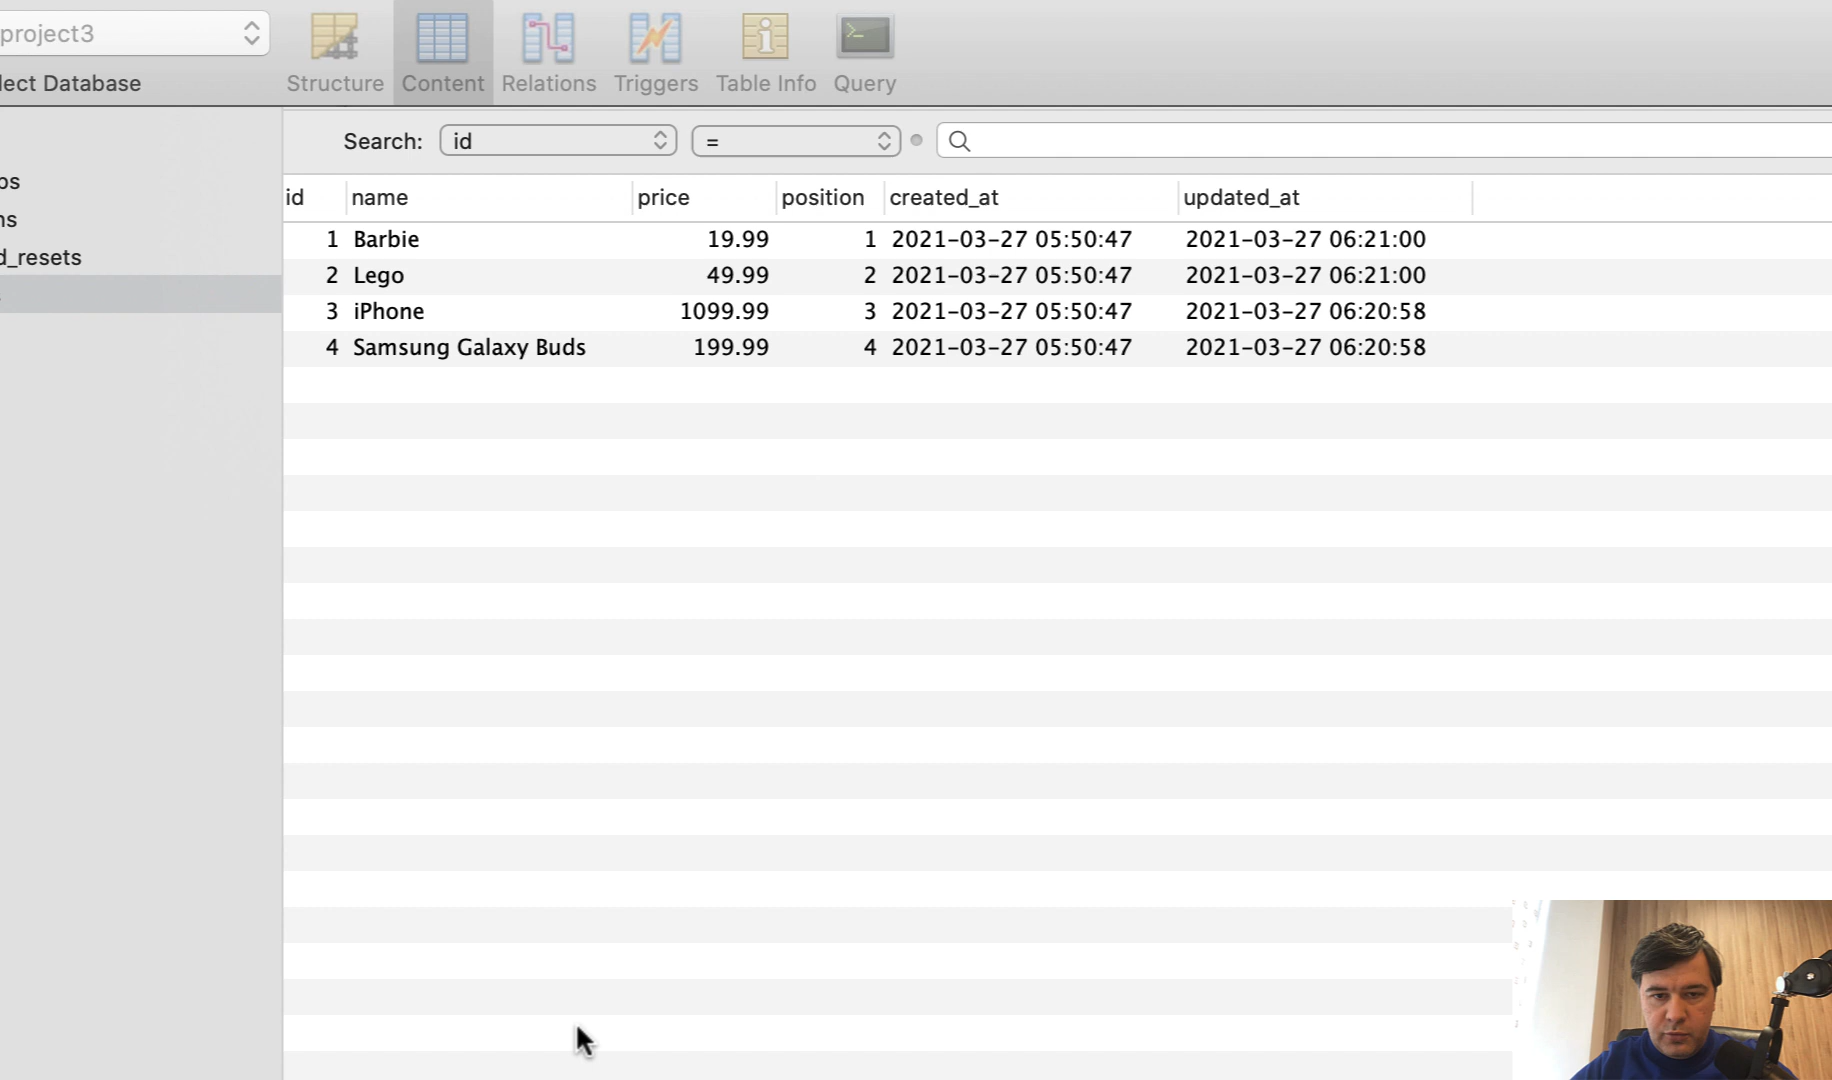 project3
lect Database
Structure
Content
Relations
Triggers
Table Info
Query
Search: id =
d_resets
id name price position created_at updated_at
1 Barbie 19.99 1 2021-03-27 05:50:47 2021-03-27 06:21:00
2 Lego 49.99 2 2021-03-27 05:50:47 2021-03-27 06:21:00
3 iPhone 1099.99 3 2021-03-27 05:50:47 2021-03-27 06:20:58
4 Samsung Galaxy Buds 199.99 4 2021-03-27 05:50:47 2021-03-27 06:20:58